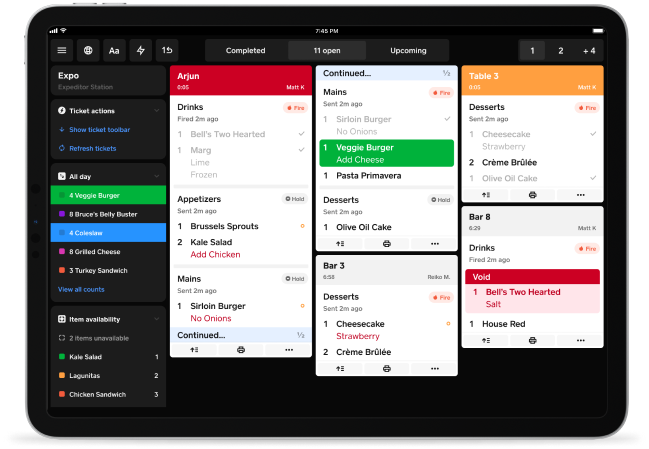 7:45 PM
Aa
Completed
11 open
Upcoming
1
2
+ 4
Expo
Expeditor Station
Ticket actions
Show ticket toolbar
Refresh tickets
All day
4 Veggie Burger
8 Bruce's Belly Buster
4 Coleslaw
8 Grilled Cheese
3 Turkey Sandwich
View all counts
Item availability
2 items unavailable
Kale Salad 1
Lagunitas 2
Chicken Sandwich 3
Arjun
0:05 Matt K
Drinks Fire
Fired 2m ago
1 Bell's Two Hearted
1 Marg
Lime
Frozen
Appetizers Hold
Sent 2m ago
1 Brussels Sprouts
2 Kale Salad
Add Chicken
Mains Hold
Sent 2m ago
1 Sirloin Burger
No Onions
Continued... ½
Continued... ½
Mains Fire
Sent 2m ago
1 Sirloin Burger
No Onions
1 Veggie Burger
Add Cheese
1 Pasta Primavera
Desserts Hold
Sent 2m ago
1 Olive Oil Cake
Bar 3
6:58 Reiko M.
Desserts Fire
Sent 2m ago
1 Cheesecake
Strawberry
2 Crème Brûlée
Table 3
0:05 Matt K
Desserts Fire
Sent 2m ago
1 Cheesecake
Strawberry
2 Crème Brûlée
1 Olive Oil Cake
Bar 8
6:29 Matt K
Drinks Fire
Fired 2m ago
Void
1 Bell's Two Hearted
Salt
1 House Red